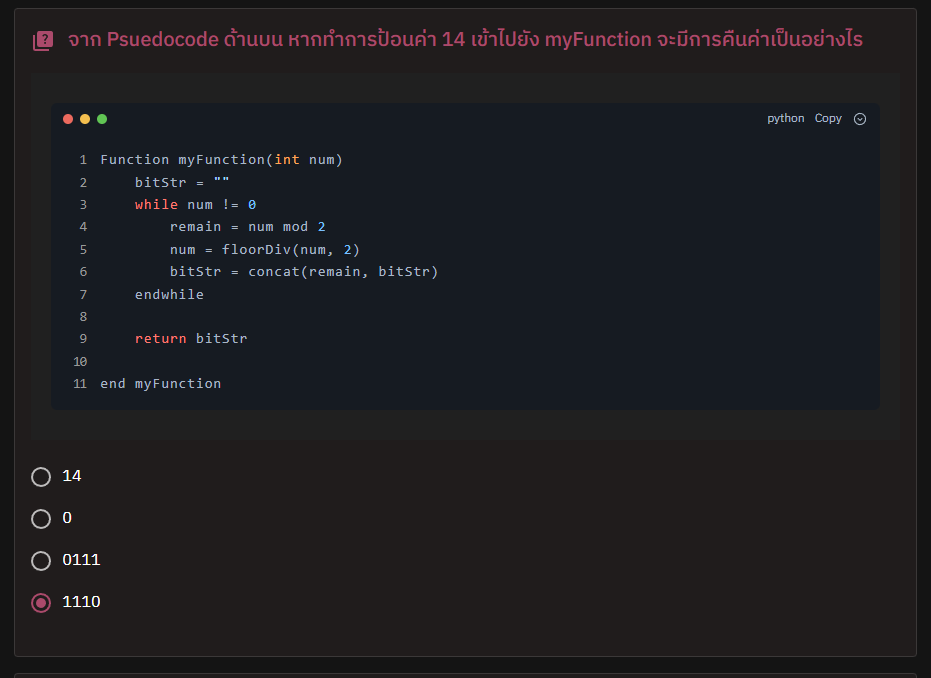 จาก Psuedocode ด้านบน หากทำการป้อนค่า 14 เข้าไปยัง myFunction จะมีการคืนค่าเป็นอย่างไร
python Copy
1 Function myFunction(int num)
2     bitStr = ""
3     while num != 0
4         remain = num mod 2
5         num = floorDiv(num, 2)
6         bitStr = concat(remain, bitStr)
7     endwhile
8
9     return bitStr
10
11 end myFunction
14
0
0111
1110